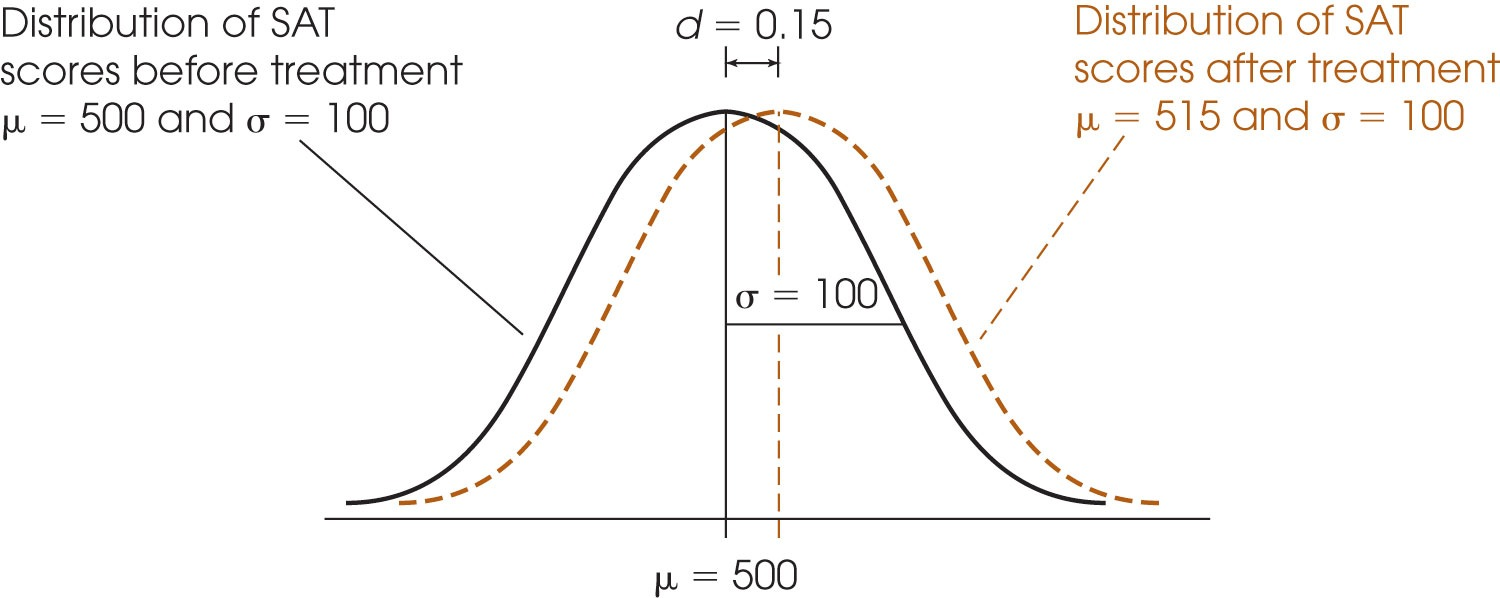 Distribution of SAT
scores before treatment
μ = 500 and σ = 100
d = 0.15
Distribution of SAT
scores after treatment
μ = 515 and σ = 100
σ = 100
μ = 500